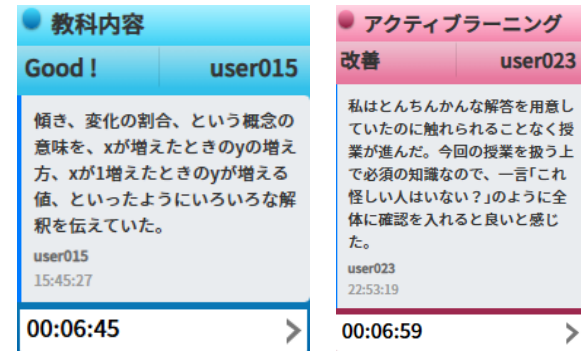 教科内容
Good !
user015
傾き、変化の割合、という概念の
意味を、xが増えたときのyの増え
方、xが1増えたときのyが増える
値、といったようにいろいろな解
釈を伝えていた。
user015
15:45:27
00:06:45
アクティブラーニング
改善
user023
私はとんちんかんな解答を用意し
ていたのに触れられることなく授
業が進んだ。今回の授業を扱う上
で必須の知識なので、一言「これ
怪しい人はいない？」のように全
体に確認を入れると良いと感じ
た。
user023
22:53:19
00:06:59